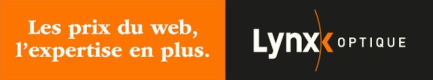 Les prix du web,
l'expertise en plus.
Lynx OPTIQUE